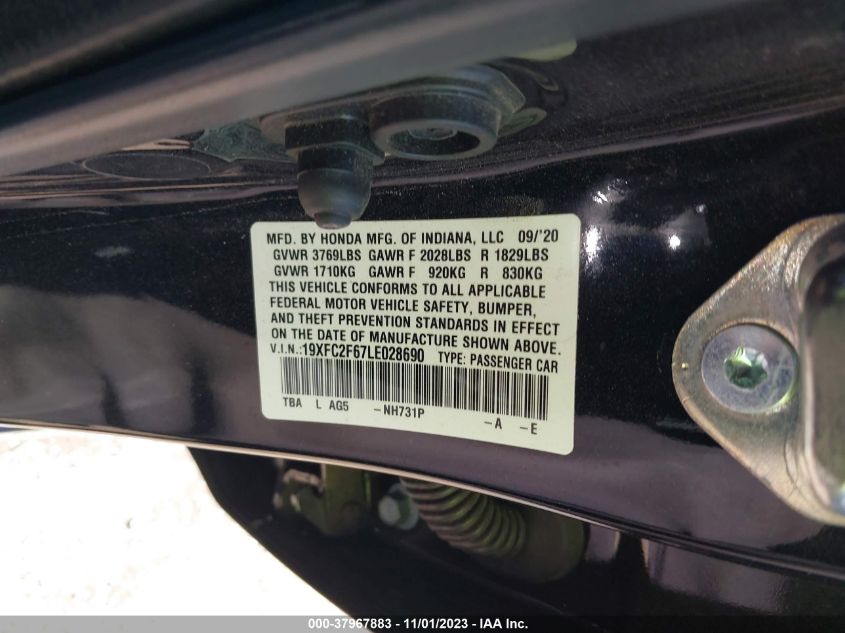 MFD. BY HONDA MFG. OF INDIANA, LLC 09/'20
GVWR 3769LBS GAWR F 2028LBS R 1829LBS
GVWR 1710KG GAWR F 920KG R 830KG
THIS VEHICLE CONFORMS TO ALL APPLICABLE
FEDERAL MOTOR VEHICLE SAFETY, BUMPER,
AND THEFT PREVENTION STANDARDS IN EFFECT
ON THE DATE OF MANUFACTURE SHOWN ABOVE.
V.I.N.:19XFC2F67LE028690 TYPE: PASSENGER CAR
TBA L AG5 -NH731P
-A -E
000-37967883 - 11/01/2023 - IAA Inc.